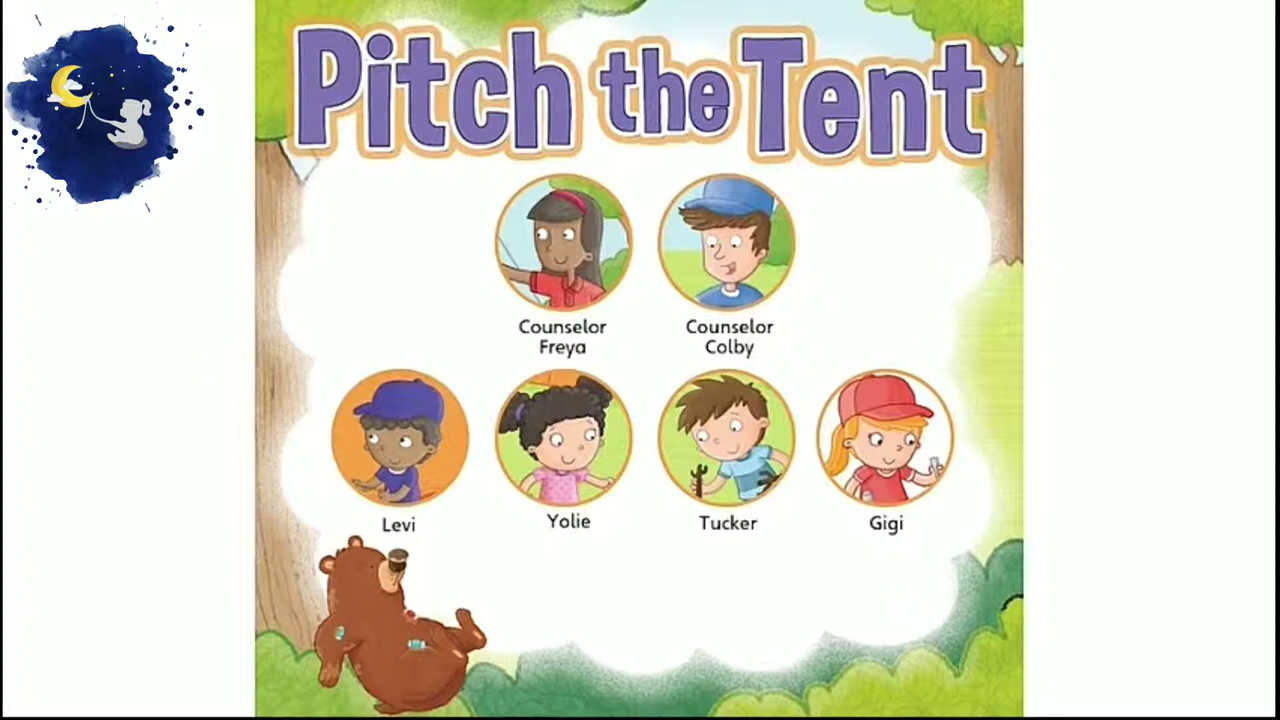 Pitch the Tent
Counselor
Freya
Counselor
Colby
Levi
Yolie
Tucker
Gigi